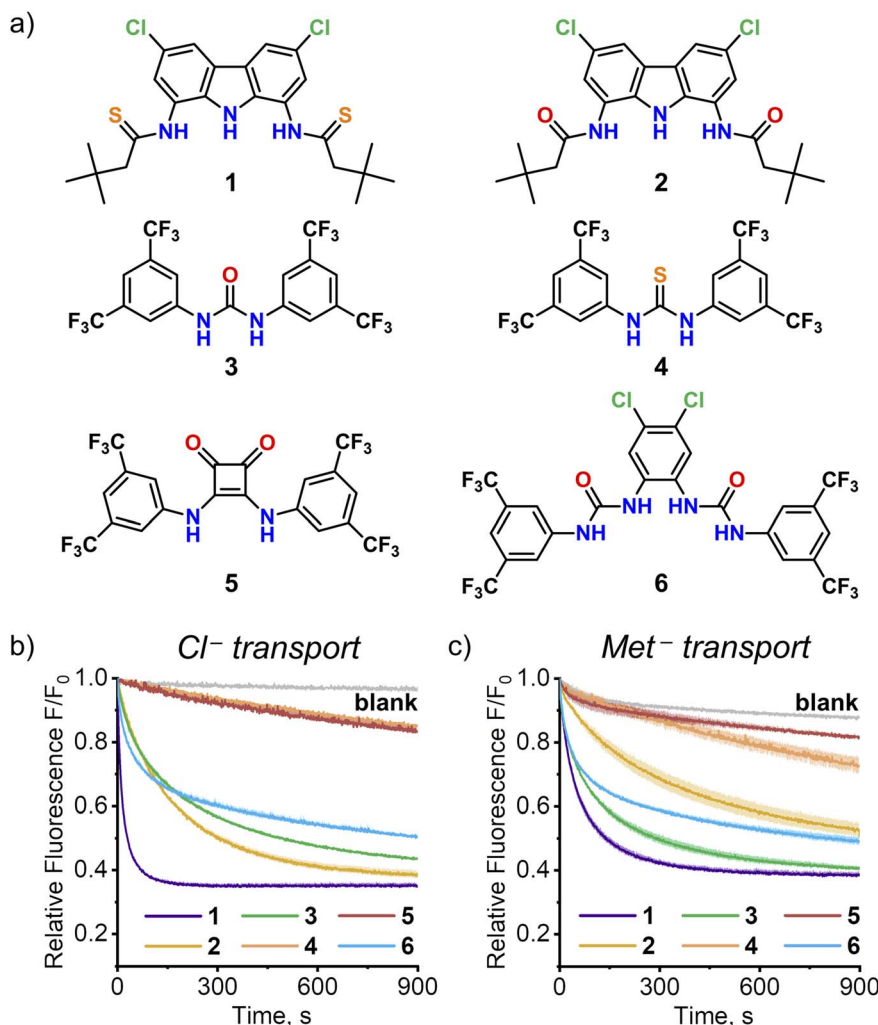 a)
Cl Cl Cl Cl
S NH N H HN S O NH N H HN O
1 2
CF3 CF3 CF3 CF3
O S
F3C N H N H CF3 F3C N H N H CF3
3 4
Cl Cl
CF3 O O CF3
O O CF3
NH HN CF3
F3C N H N H CF3 NH HN
5 F3C 6 CF3
b) Cl⁻ transport c) Met⁻ transport
Relative Fluorescence F/F0
1.0 0.8 0.6 0.4 0.2
blank
1 3 5
2 4 6
0 300 600 900
Time, s
Relative Fluorescence F/F0
1.0 0.8 0.6 0.4 0.2
blank
1 3 5
2 4 6
0 300 600 900
Time, s